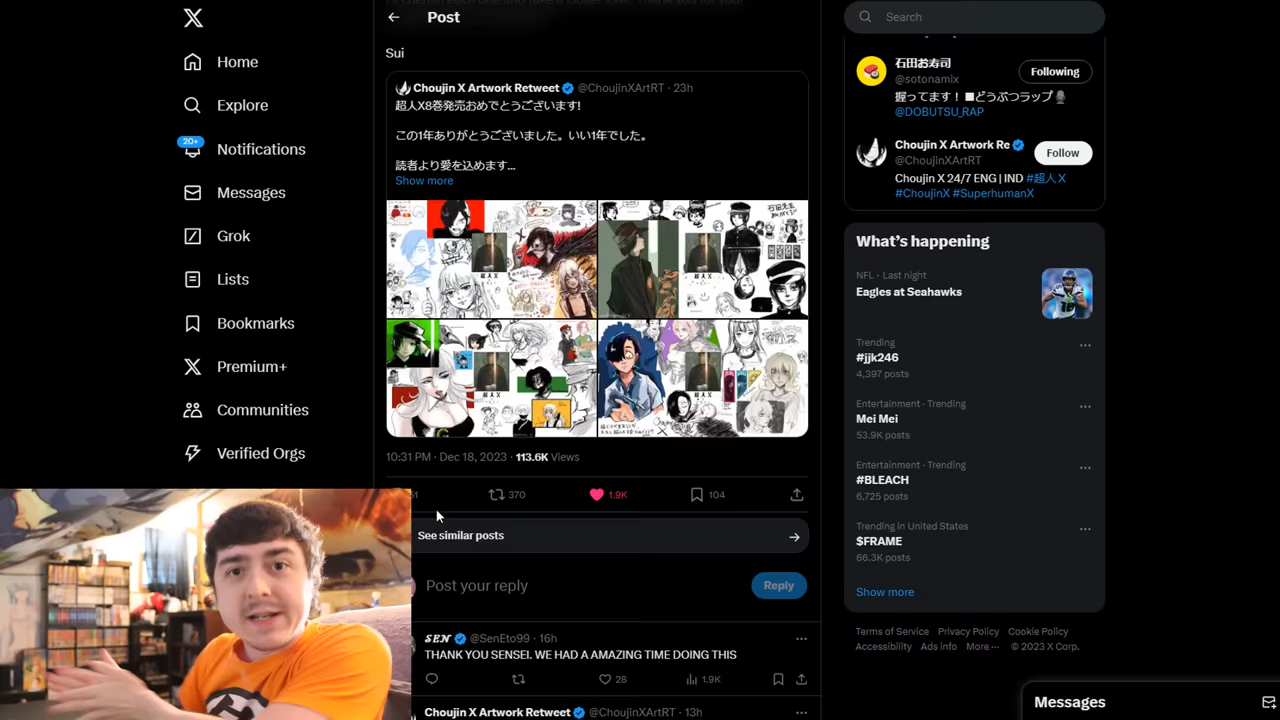 Post
Search
Home
Explore
20+
Notifications
Messages
Grok
Lists
Bookmarks
Premium+
Communities
Verified Orgs
Sui
Choujin X Artwork Retweet @ChoujinXArtRT · 23h
超人X8巻発売おめでとうございます!
この1年ありがとうございました。いい1年でした。
読者より愛を込めます...
Show more
10:31 PM · Dec 18, 2023 · 113.6K Views
370
1.9K
104
See similar posts
Post your reply
Reply
SEN @SenEto99 · 16h
THANK YOU SENSEI. WE HAD A AMAZING TIME DOING THIS
28
1.9K
Choujin X Artwork Retweet @ChoujinXArtRT · 13h
石田お寿司
@sotonamix
Following
握ってます! ■どうぶつラップ
@DOBUTSU_RAP
Choujin X Artwork Re
@ChoujinXArtRT
Follow
Choujin X 24/7 ENG | IND #超人X
#ChoujinX #SuperhumanX
What's happening
NFL · Last night
Eagles at Seahawks
Trending
#jjk246
4,397 posts
Entertainment · Trending
Mei Mei
53.9K posts
Entertainment · Trending
#BLEACH
6,725 posts
Trending in United States
$FRAME
66.3K posts
Show more
Terms of Service Privacy Policy Cookie Policy
Accessibility Ads info More ··· © 2023 X Corp.
Messages